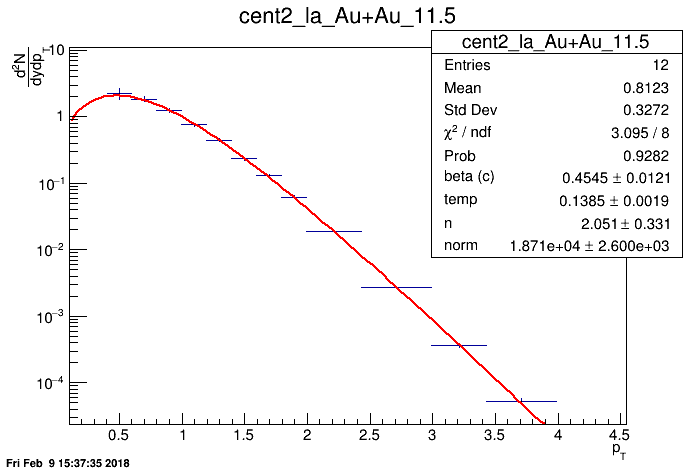 cent2_la_Au+Au_11.5
cent2_la_Au+Au_11.5
Entries 12
Mean 0.8123
Std Dev 0.3272
χ² / ndf 3.095 / 8
Prob 0.9282
beta (c) 0.4545 ± 0.0121
temp 0.1385 ± 0.0019
n 2.051 ± 0.331
norm 1.871e+04 ± 2.600e+03
d²N
dydp_T
10
1
10⁻¹
10⁻²
10⁻³
10⁻⁴
0.5 1 1.5 2 2.5 3 3.5 4 4.5
p_T
Fri Feb 9 15:37:35 2018